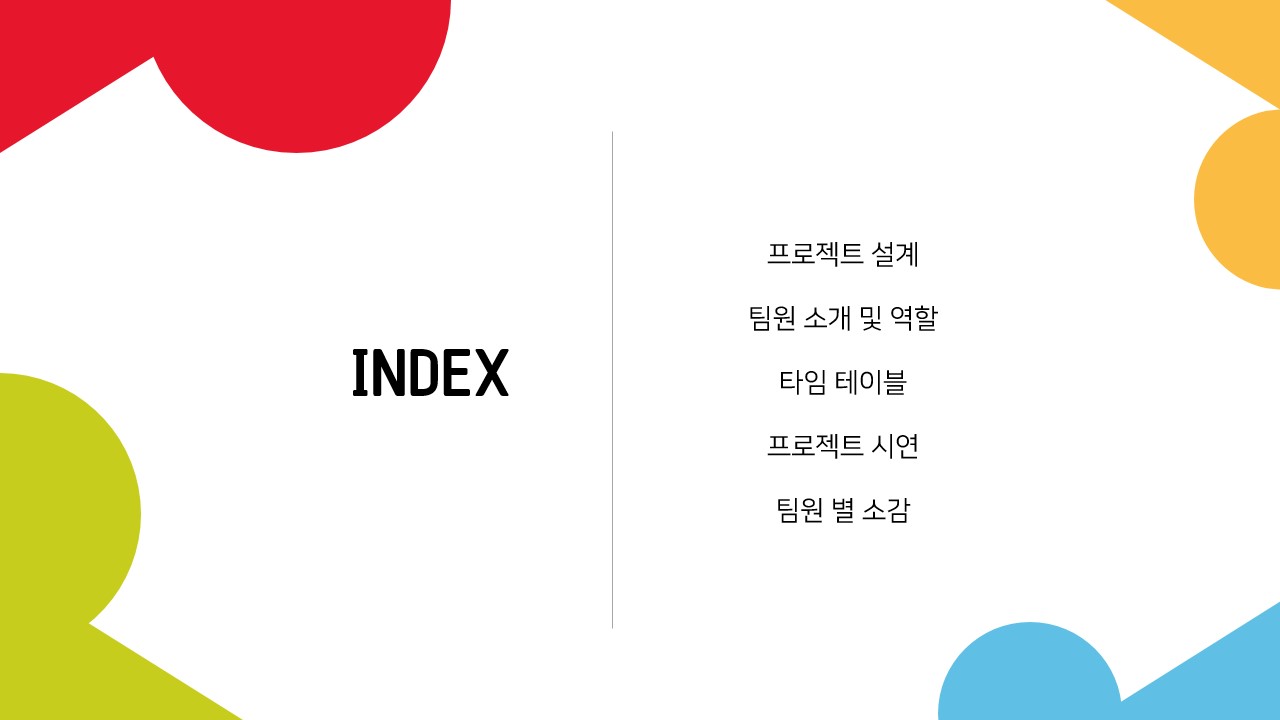 INDEX
프로젝트 설계
팀원 소개 및 역할
타임 테이블
프로젝트 시연
팀원 별 소감